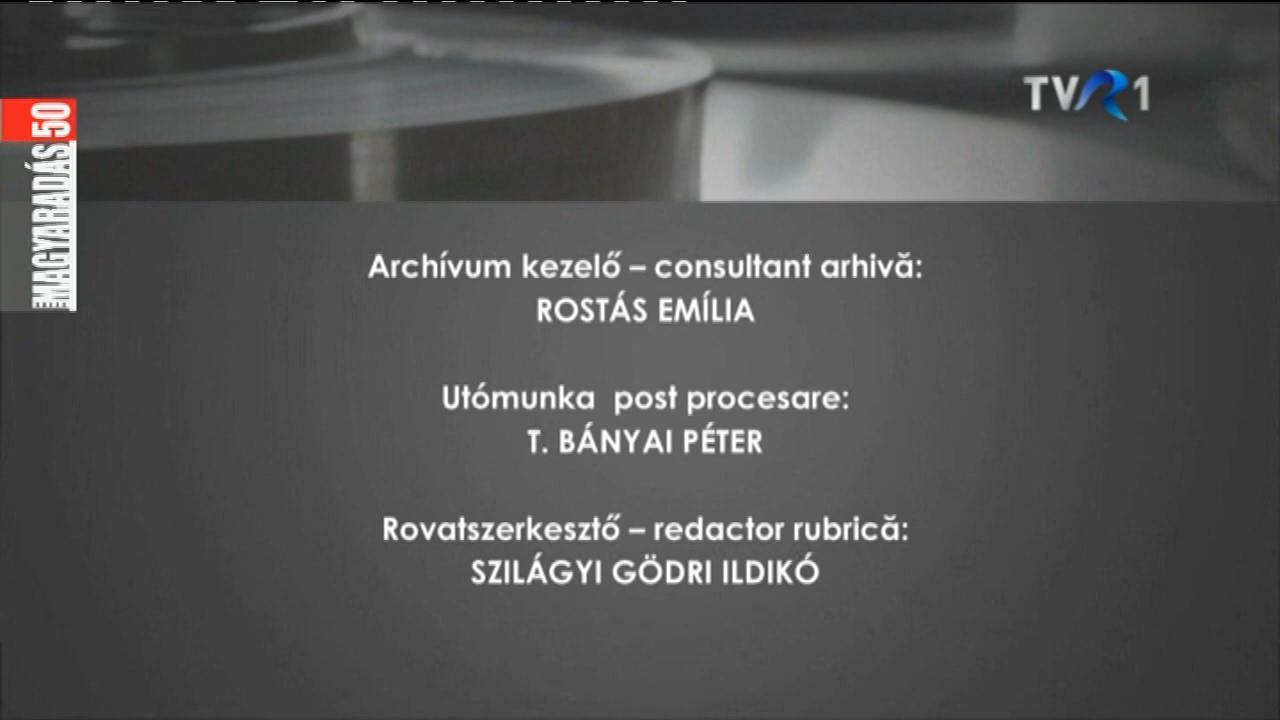 TVR1
MAGYARADÁS 50
Archívum kezelő – consultant arhivă:
ROSTÁS EMÍLIA
Utómunka  post procesare:
T. BÁNYAI PÉTER
Rovatszerkesztő – redactor rubrică:
SZILÁGYI GÖDRI ILDIKÓ